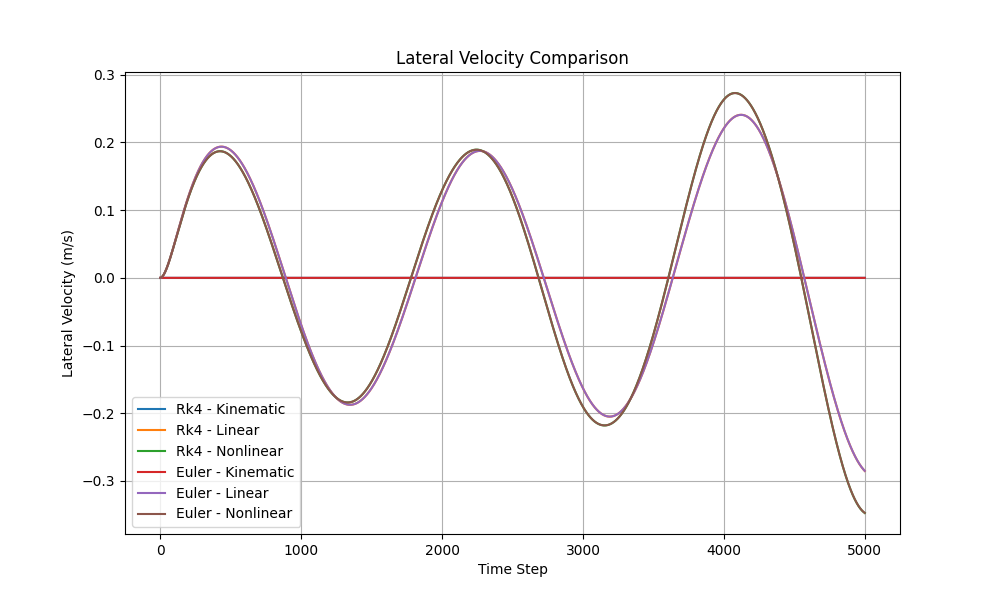 Lateral Velocity Comparison
Lateral Velocity (m/s)
0.3
0.2
0.1
0.0
−0.1
−0.2
−0.3
Rk4 - Kinematic
Rk4 - Linear
Rk4 - Nonlinear
Euler - Kinematic
Euler - Linear
Euler - Nonlinear
0 1000 2000 3000 4000 5000
Time Step